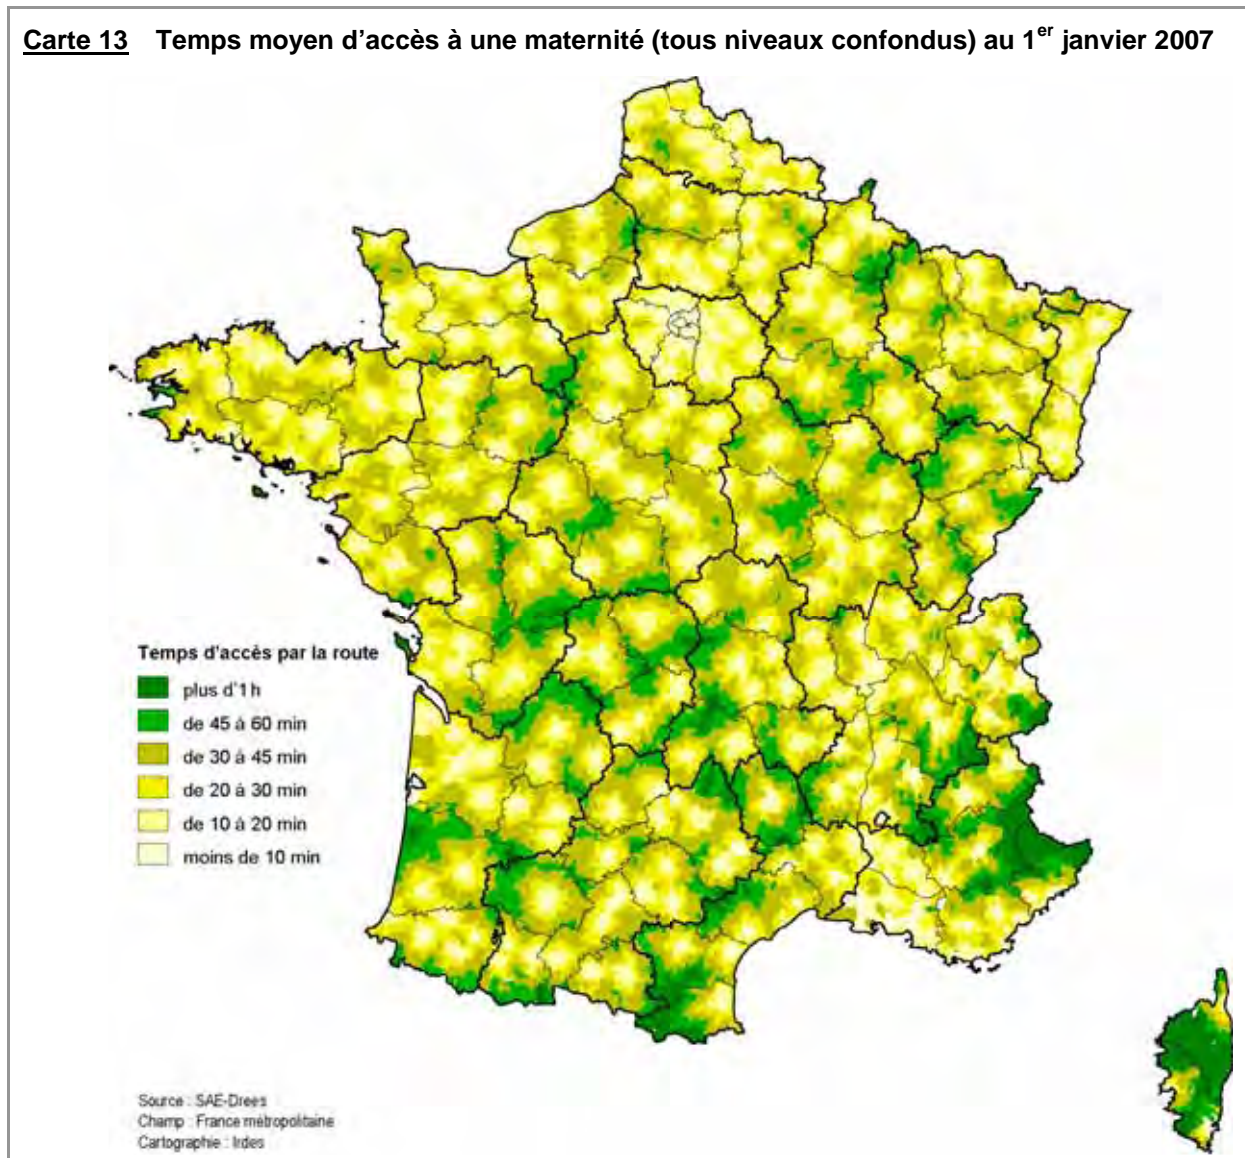 Carte 13 Temps moyen d'accès à une maternité (tous niveaux confondus) au 1er janvier 2007
Temps d'accès par la route
plus d'1h
de 45 à 60 min
de 30 à 45 min
de 20 à 30 min
de 10 à 20 min
moins de 10 min
Source : SAE-Drees
Champ : France métropolitaine
Cartographie : Irdes